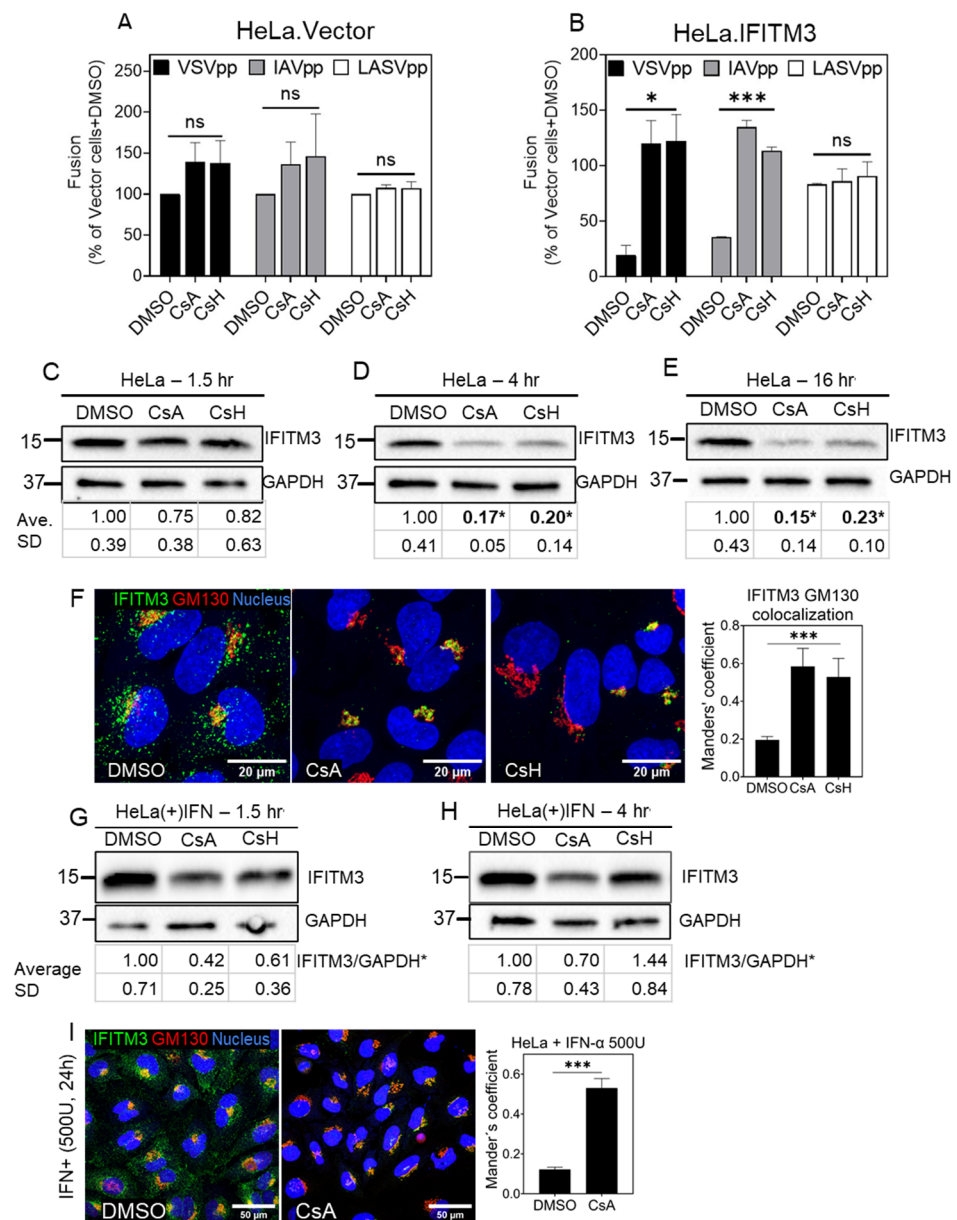 A
HeLa.Vector
VSVpp IAVpp LASVpp
Fusion
(% of Vector cells+DMSO)
250
200
150
100
50
0
ns
ns
ns
DMSO CsA CsH DMSO CsA CsH DMSO CsA CsH
B
HeLa.IFITM3
VSVpp IAVpp LASVpp
Fusion
(% of Vector cells+DMSO)
200
150
100
50
0
*
***
ns
DMSO CsA CsH DMSO CsA CsH DMSO CsA CsH
C
HeLa – 1.5 hr
DMSO CsA CsH
15 IFITM3
37 GAPDH
Ave. 1.00 0.75 0.82
SD 0.39 0.38 0.63
D
HeLa – 4 hr
DMSO CsA CsH
15 IFITM3
37 GAPDH
1.00 0.17* 0.20*
0.41 0.05 0.14
E
HeLa – 16 hr
DMSO CsA CsH
15 IFITM3
37 GAPDH
1.00 0.15* 0.23*
0.43 0.14 0.10
F
IFITM3 GM130 Nucleus
DMSO
20 µm
CsA
20 µm
CsH
20 µm
IFITM3 GM130
colocalization
Manders' coefficient
0.8
0.6
0.4
0.2
0.0
***
DMSO CsA CsH
G
HeLa(+)IFN – 1.5 hr
DMSO CsA CsH
15 IFITM3
37 GAPDH
Average 1.00 0.42 0.61 IFITM3/GAPDH*
SD 0.71 0.25 0.36
H
HeLa(+)IFN – 4 hr
DMSO CsA CsH
15 IFITM3
37 GAPDH
1.00 0.70 1.44 IFITM3/GAPDH*
0.78 0.43 0.84
I
IFN+ (500U, 24h)
IFITM3 GM130 Nucleus
DMSO
50 µm
CsA
50 µm
HeLa + IFN-α 500U
Mander´s coefficient
0.6
0.4
0.2
0.0
***
DMSO CsA